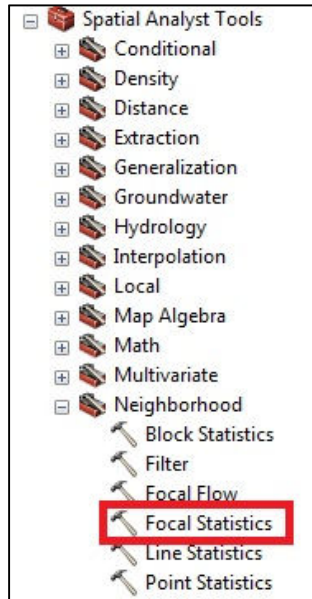 Spatial Analyst Tools
Conditional
Density
Distance
Extraction
Generalization
Groundwater
Hydrology
Interpolation
Local
Map Algebra
Math
Multivariate
Neighborhood
Block Statistics
Filter
Focal Flow
Focal Statistics
Line Statistics
Point Statistics